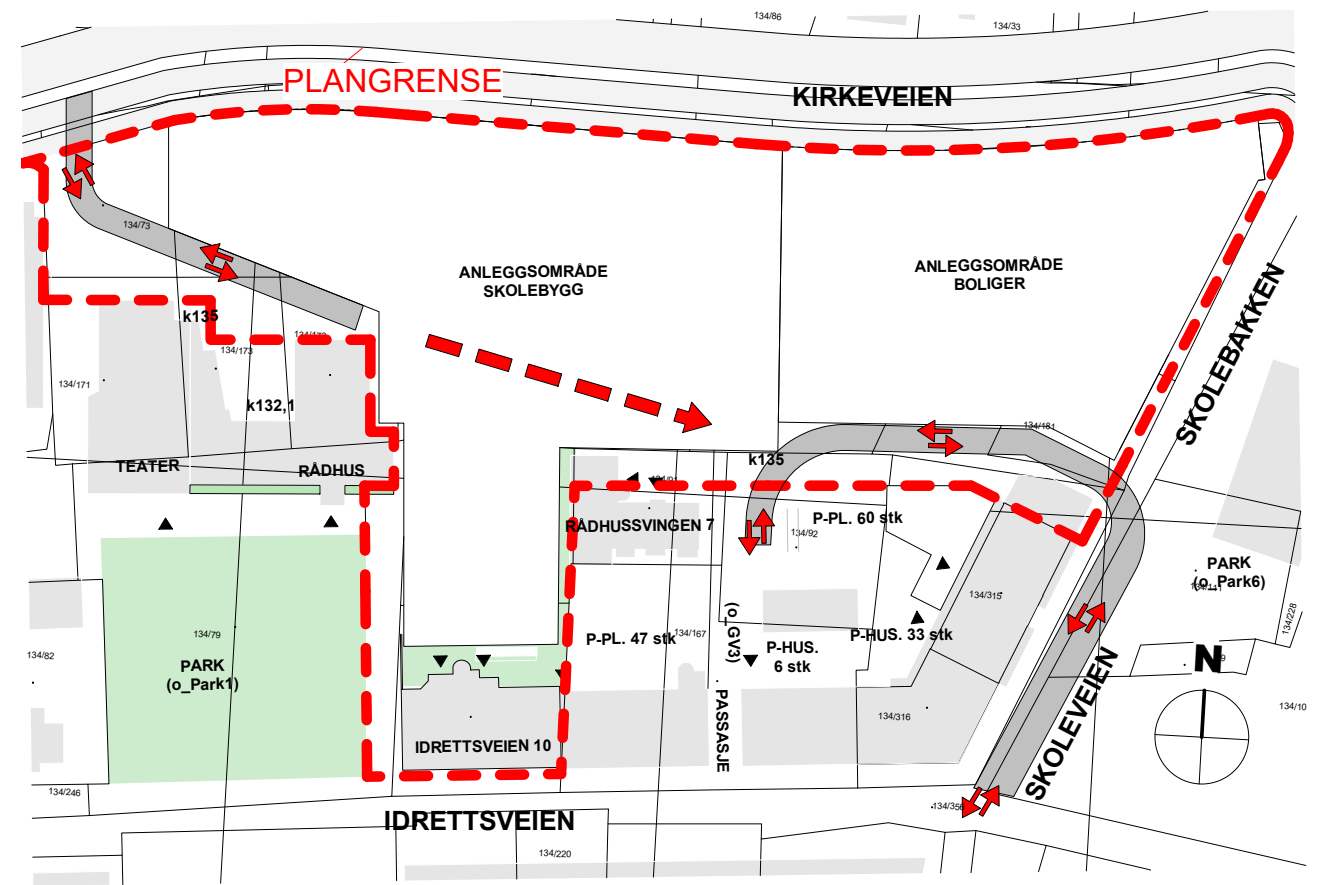 134/86
134/33
PLANGRENSE
KIRKEVEIEN
134/73
ANLEGGSOMRÅDE
SKOLEBYGG
ANLEGGSOMRÅDE
BOLIGER
SKOLEBAKKEN
k135
134/173
134/171
k132,1
134/181
TEATER
RÅDHUS
k135
RÅDHUSSVINGEN 7
P-PL. 60 stk
134/92
PARK
(o_Park6)
134/315
134/228
134/79
134/82
PARK
(o_Park1)
P-PL. 47 stk
134/167
(o_GV3)
PASSASJE
P-HUS.
6 stk
P-HUS. 33 stk
N
134/10
134/316
IDRETTSVEIEN 10
SKOLEVEIEN
134/246
134/356
IDRETTSVEIEN
134/220